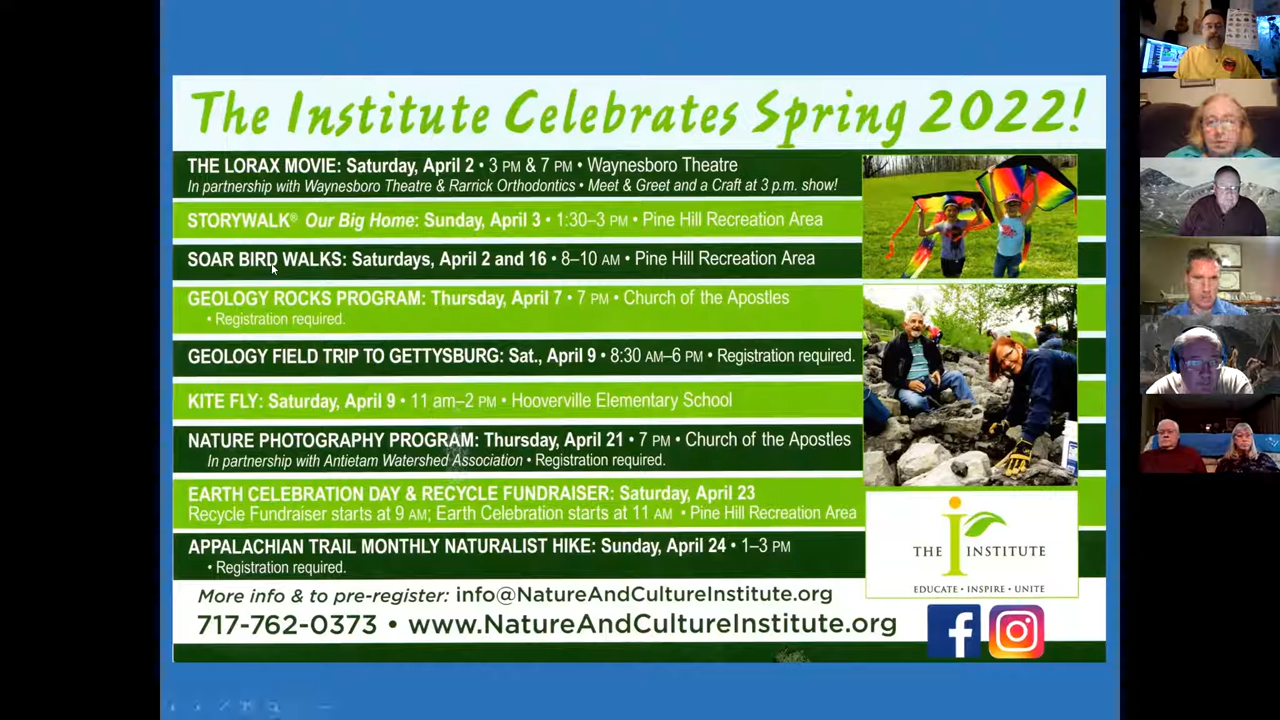 The Institute Celebrates Spring 2022!
THE LORAX MOVIE: Saturday, April 2 • 3 PM & 7 PM • Waynesboro Theatre
In partnership with Waynesboro Theatre & Rarrick Orthodontics • Meet & Greet and a Craft at 3 p.m. show!
STORYWALK® Our Big Home: Sunday, April 3 • 1:30–3 PM • Pine Hill Recreation Area
SOAR BIRD WALKS: Saturdays, April 2 and 16 • 8–10 AM • Pine Hill Recreation Area
GEOLOGY ROCKS PROGRAM: Thursday, April 7 • 7 PM • Church of the Apostles
• Registration required.
GEOLOGY FIELD TRIP TO GETTYSBURG: Sat., April 9 • 8:30 AM–6 PM • Registration required.
KITE FLY: Saturday, April 9 • 11 am–2 PM • Hooverville Elementary School
NATURE PHOTOGRAPHY PROGRAM: Thursday, April 21 • 7 PM • Church of the Apostles
In partnership with Antietam Watershed Association • Registration required.
EARTH CELEBRATION DAY & RECYCLE FUNDRAISER: Saturday, April 23
Recycle Fundraiser starts at 9 AM; Earth Celebration starts at 11 AM • Pine Hill Recreation Area
APPALACHIAN TRAIL MONTHLY NATURALIST HIKE: Sunday, April 24 • 1–3 PM
• Registration required.
THE INSTITUTE
EDUCATE • INSPIRE • UNITE
More info & to pre-register: info@NatureAndCultureInstitute.org
717-762-0373 • www.NatureAndCultureInstitute.org